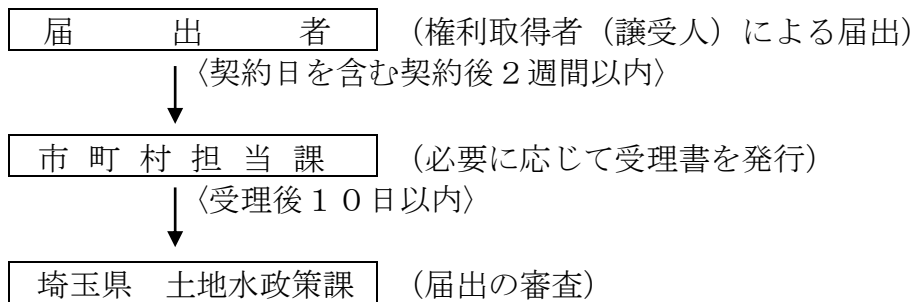 届出者 (権利取得者（譲受人）による届出)
〈契約日を含む契約後２週間以内〉
市町村担当課 (必要に応じて受理書を発行)
〈受理後１０日以内〉
埼玉県　土地水政策課 (届出の審査)